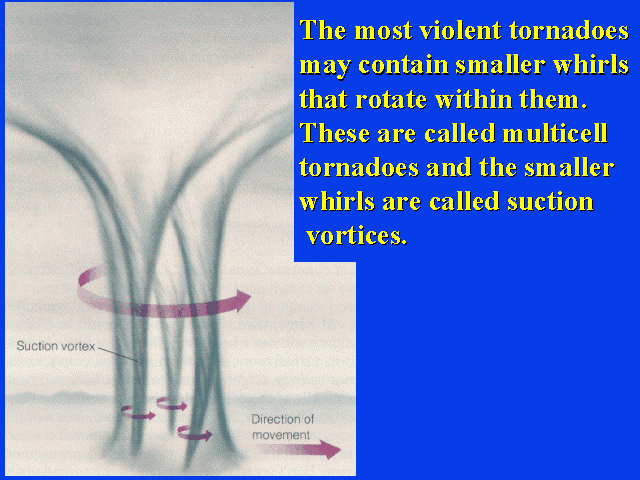 The most violent tornadoes
may contain smaller whirls
that rotate within them.
These are called multicell
tornadoes and the smaller
whirls are called suction
vortices.
Suction vortex
Direction of
movement